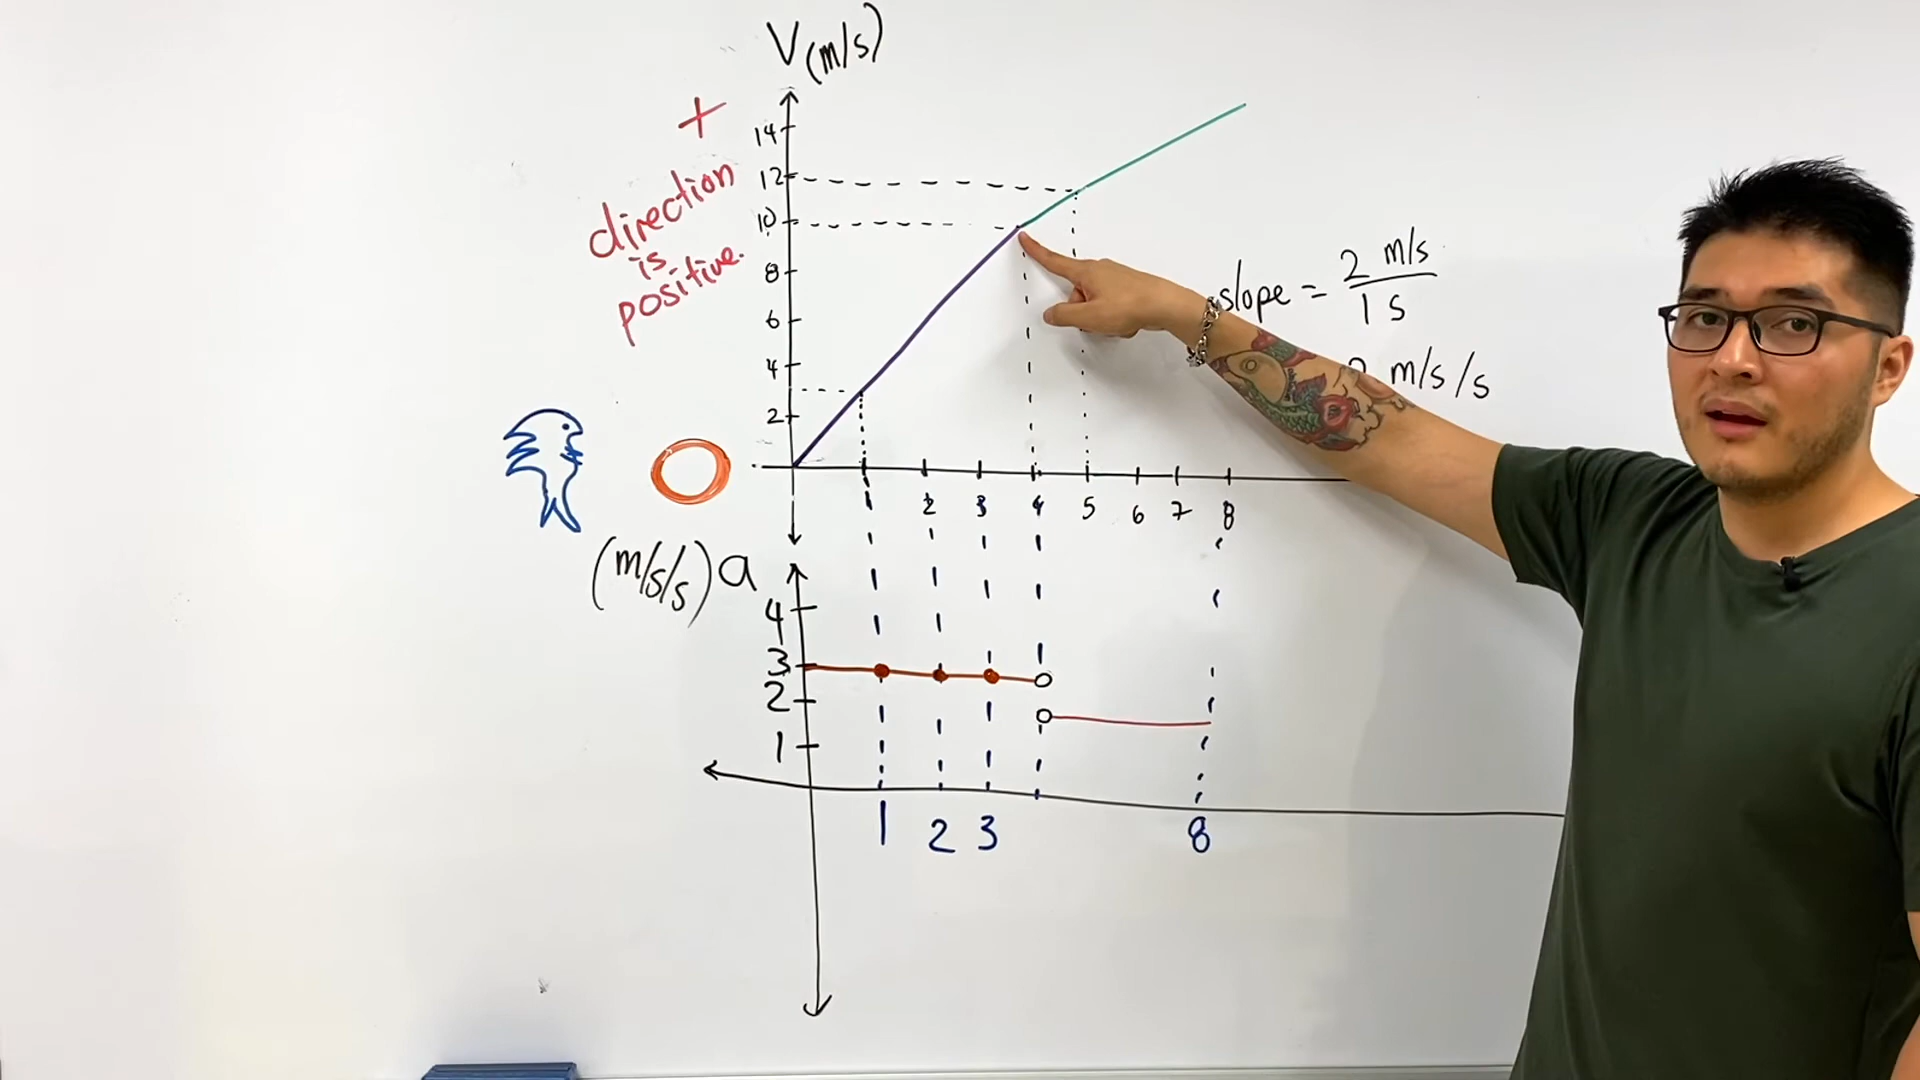 V(m/s)
+
direction
is
positive.
14
12
10
8
6
4
2
1 2 3 4 5 6 7 8
slope = 2 m/s
1 s
m/s/s
(m/s/s) a
4
3
2
1
1 2 3 8